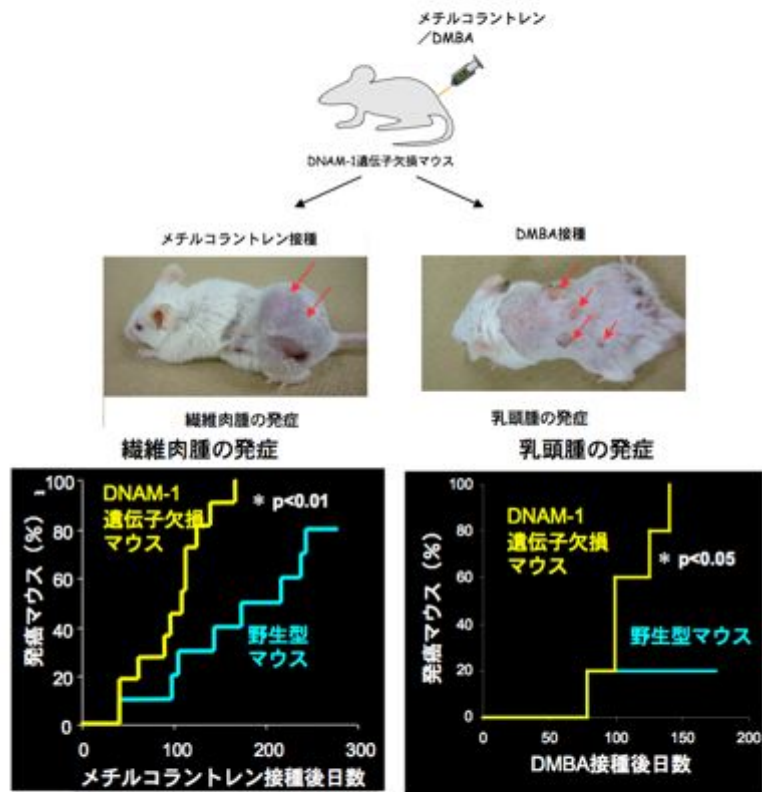 メチルコラントレン
／DMBA
DNAM-1遺伝子欠損マウス
メチルコラントレン接種
DMBA接種
繊維肉腫の発症
乳頭腫の発症
繊維肉腫の発症
乳頭腫の発症
100
80
60
40
20
0
発癌マウス（%）
DNAM-1
遺伝子欠損
マウス
* p<0.01
野生型
マウス
0
100
200
300
メチルコラントレン接種後日数
100
80
60
40
20
0
発癌マウス（%）
DNAM-1
遺伝子欠損
マウス
* p<0.05
野生型マウス
0
50
100
150
200
DMBA接種後日数